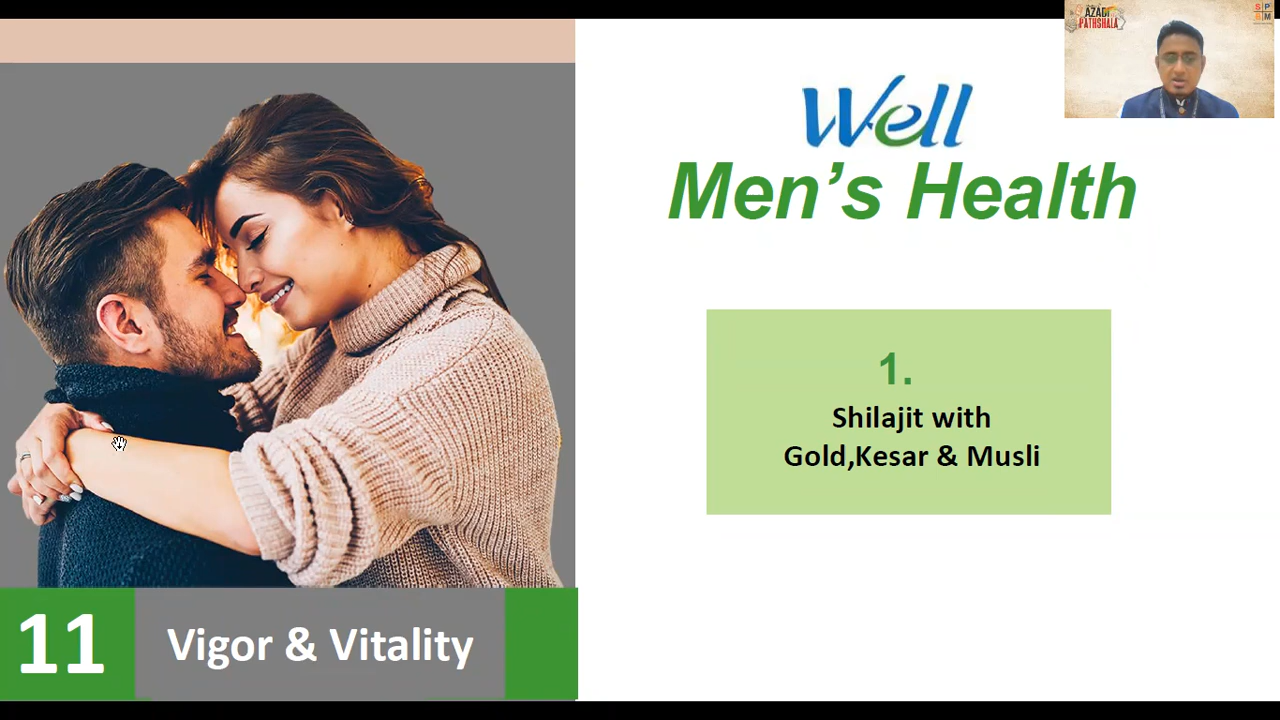 AZADI
PATHSHALA
S P
S M
Well
Men’s Health
1.
Shilajit with
Gold,Kesar & Musli
11 Vigor & Vitality